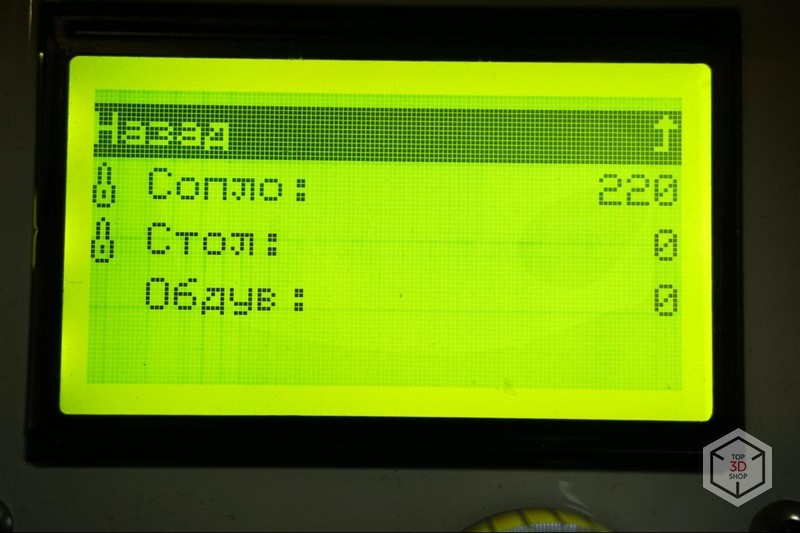 Назад
Сопло: 220
Стол: 0
Обдув: 0
TOP
3D
SHOP